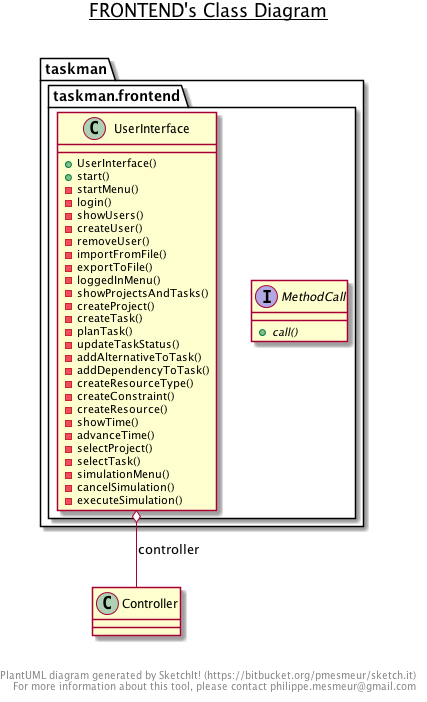 FRONTEND's Class Diagram
taskman
taskman.frontend
C UserInterface
UserInterface()
start()
startMenu()
login()
showUsers()
createUser()
removeUser()
importFromFile()
exportToFile()
loggedInMenu()
showProjectsAndTasks()
createProject()
createTask()
planTask()
updateTaskStatus()
addAlternativeToTask()
addDependencyToTask()
createResourceType()
createConstraint()
createResource()
showTime()
advanceTime()
selectProject()
selectTask()
simulationMenu()
cancelSimulation()
executeSimulation()
I MethodCall
call()
controller
C Controller
PlantUML diagram generated by SketchIt! (https://bitbucket.org/pmesmeur/sketch.it)
For more information about this tool, please contact philippe.mesmeur@gmail.com